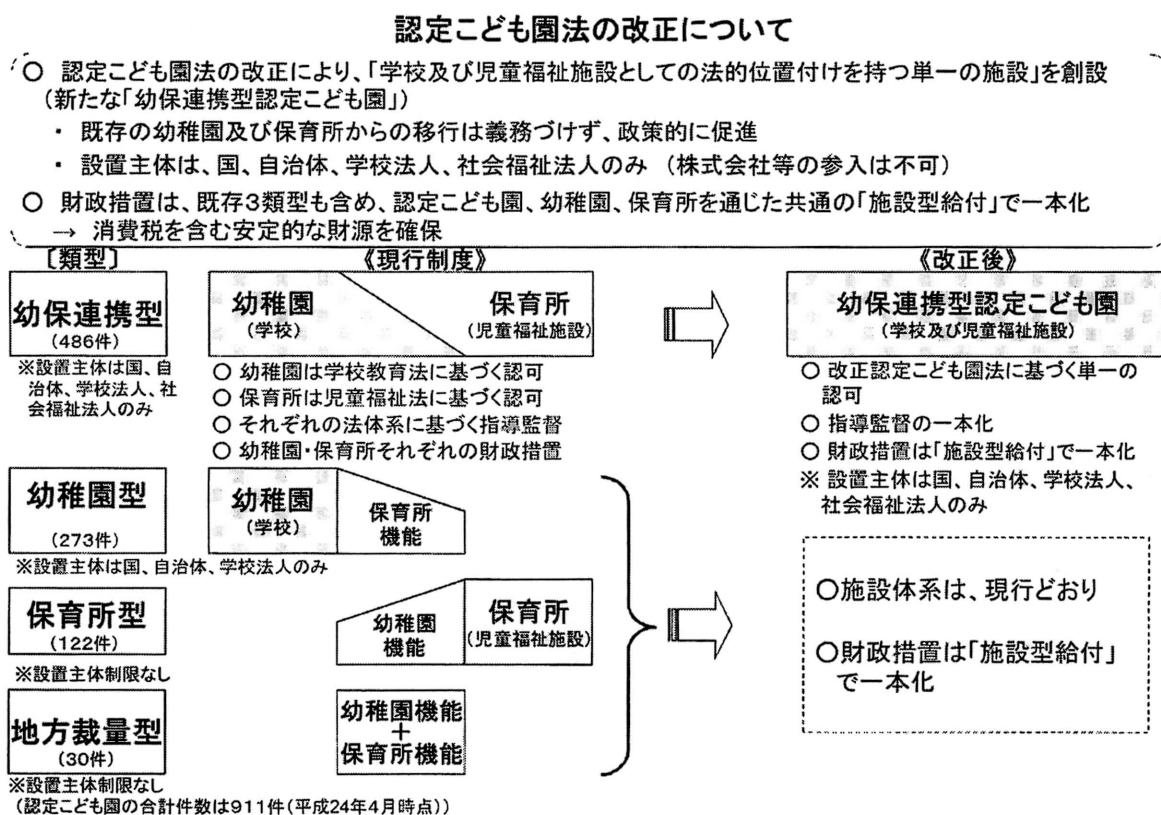 認定こども園法の改正について
○ 認定こども園法の改正により、「学校及び児童福祉施設としての法的位置付けを持つ単一の施設」を創設
(新たな「幼保連携型認定こども園」)
・ 既存の幼稚園及び保育所からの移行は義務づけず、政策的に促進
・ 設置主体は、国、自治体、学校法人、社会福祉法人のみ (株式会社等の参入は不可)
○ 財政措置は、既存3類型も含め、認定こども園、幼稚園、保育所を通じた共通の「施設型給付」で一本化
→ 消費税を含む安定的な財源を確保
〔類型〕
《現行制度》
《改正後》
幼保連携型
(486件)
※設置主体は国、自
治体、学校法人、社
会福祉法人のみ
幼稚園
(学校)
保育所
(児童福祉施設)
○ 幼稚園は学校教育法に基づく認可
○ 保育所は児童福祉法に基づく認可
○ それぞれの法体系に基づく指導監督
○ 幼稚園・保育所それぞれの財政措置
幼保連携型認定こども園
(学校及び児童福祉施設)
○ 改正認定こども園法に基づく単一の
認可
○ 指導監督の一本化
○ 財政措置は「施設型給付」で一本化
※ 設置主体は国、自治体、学校法人、
社会福祉法人のみ
幼稚園型
(273件)
※設置主体は国、自治体、学校法人のみ
幼稚園
(学校)
保育所
機能
保育所型
(122件)
※設置主体制限なし
幼稚園
機能
保育所
(児童福祉施設)
地方裁量型
(30件)
※設置主体制限なし
幼稚園機能
+
保育所機能
○施設体系は、現行どおり
○財政措置は「施設型給付」
で一本化
(認定こども園の合計件数は911件(平成24年4月時点))